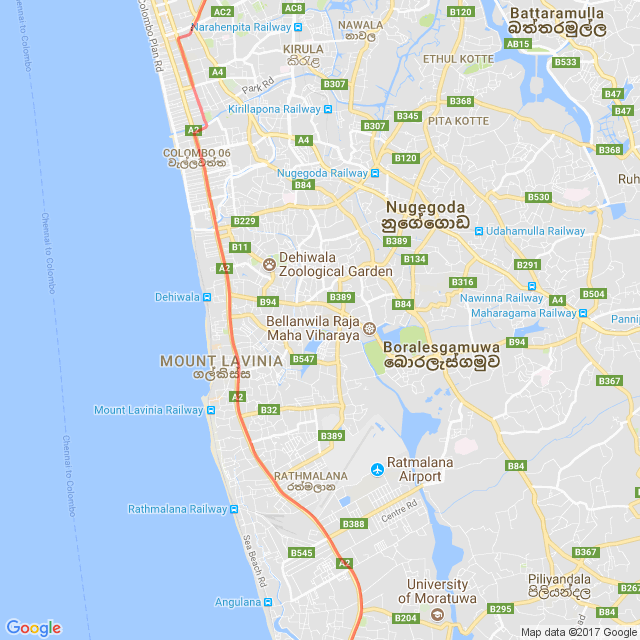 AC2
AC3
B120
Battaramulla
බත්තරමුල්ල
Narahenpita Railway
NAWALA
නාවල
AB15
Colombo Plan Rd
KIRULA
කිරුළ
ETHUL KOTTE
B533
A4
Park Rd
B307
B47
B368
Kirillapona Railway
B345
PITA KOTTE
B307
A2
A4
COLOMBO 06
වැල්ලවත්ත
B120
Nugegoda Railway
Ruh
B84
B530
Nugegoda
නුගේගොඩ
Chennai to Colombo
B229
Udahamulla Railway
B11
B389
Dehiwala
Zoological Garden
B134
B291
A2
B316
Dehiwala
B94
B389
B84
Nawinna Railway
B504
A4
Maharagama Railway
Panni
Bellanwila Raja
Maha Viharaya
Boralesgamuwa
බොරලැස්ගමුව
B94
MOUNT LAVINIA
ගල්කිස්ස
B547
B367
A2
Mount Lavinia Railway
B32
B389
Chennai to Colombo
Ratmalana
Airport
B84
RATHMALANA
රත්මලාන
Rathmalana Railway
Centre Rd
B388
Sea Beach Rd
B545
B367
A2
University
of Moratuwa
Piliyandala
පිලියන්දල
B267
Angulana
B204
B295
B84
Google
Map data ©2017 Google